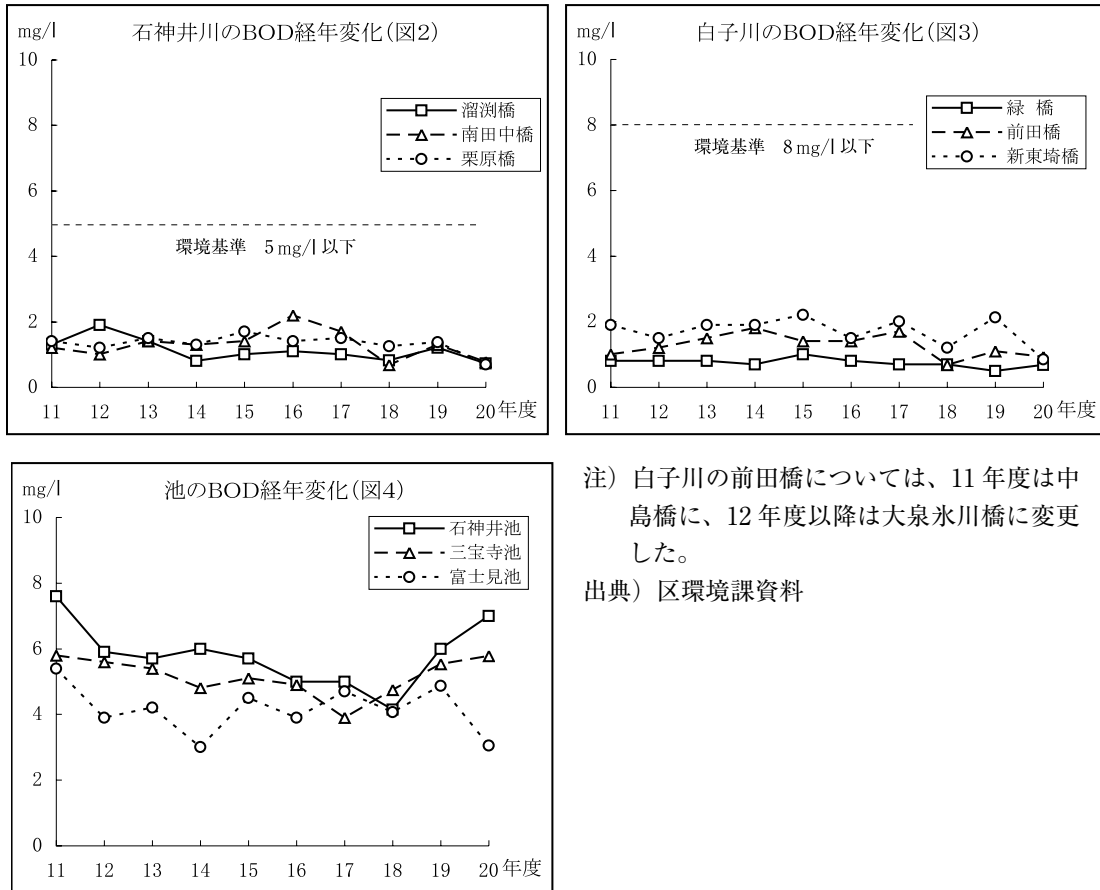 石神井川のBOD経年変化(図2)
mg/l
10
8
6
4
2
0
溜渕橋
南田中橋
栗原橋
環境基準 5mg/l以下
11 12 13 14 15 16 17 18 19 20 年度
白子川のBOD経年変化(図3)
mg/l
10
8
6
4
2
0
緑 橋
前田橋
新東埼橋
環境基準 8mg/l以下
11 12 13 14 15 16 17 18 19 20 年度
池のBOD経年変化(図4)
mg/l
10
8
6
4
2
0
石神井池
三宝寺池
富士見池
11 12 13 14 15 16 17 18 19 20 年度
注）白子川の前田橋については、11年度は中
島橋に、12年度以降は大泉氷川橋に変更
した。
出典）区環境課資料